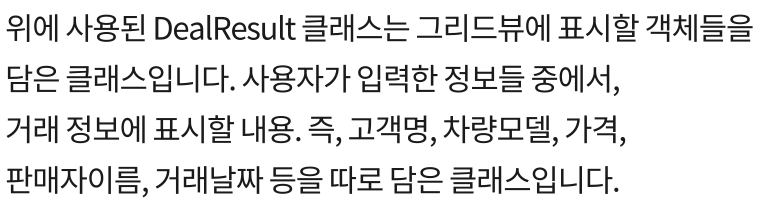 위에 사용된 DealResult 클래스는 그리드뷰에 표시할 객체들을
담은 클래스입니다. 사용자가 입력한 정보들 중에서,
거래 정보에 표시할 내용. 즉, 고객명, 차량모델, 가격,
판매자이름, 거래날짜 등을 따로 담은 클래스입니다.